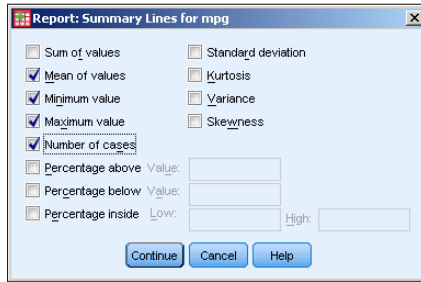 Report: Summary Lines for mpg
Sum of values
Standard deviation
Mean of values
Kurtosis
Minimum value
Variance
Maximum value
Skewness
Number of cases
Percentage above Value:
Percentage below Value:
Percentage inside Low: High:
Continue Cancel Help